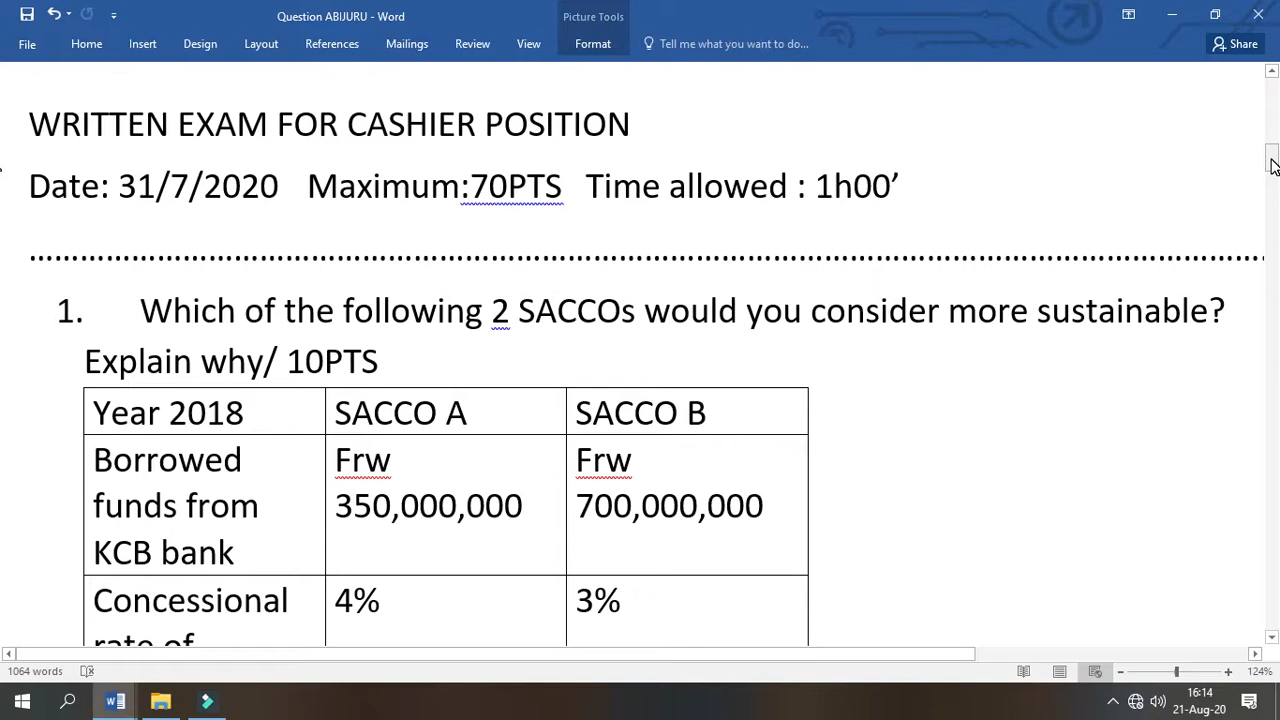 Question ABIJURU - Word
Picture Tools
File Home Insert Design Layout References Mailings Review View Format Tell me what you want to do... Share
WRITTEN EXAM FOR CASHIER POSITION
Date: 31/7/2020 Maximum:70PTS Time allowed : 1h00’
........................................................................................................
1. Which of the following 2 SACCOs would you consider more sustainable?
Explain why/ 10PTS
Year 2018 SACCO A SACCO B
Borrowed Frw Frw
funds from 350,000,000 700,000,000
KCB bank
Concessional 4% 3%
rate of
1064 words 124%
16:14
21-Aug-20